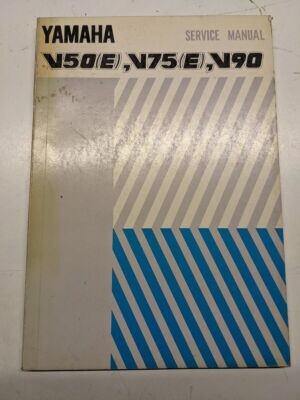 YAMAHA SERVICE MANUAL
V50(E),V75(E),V90